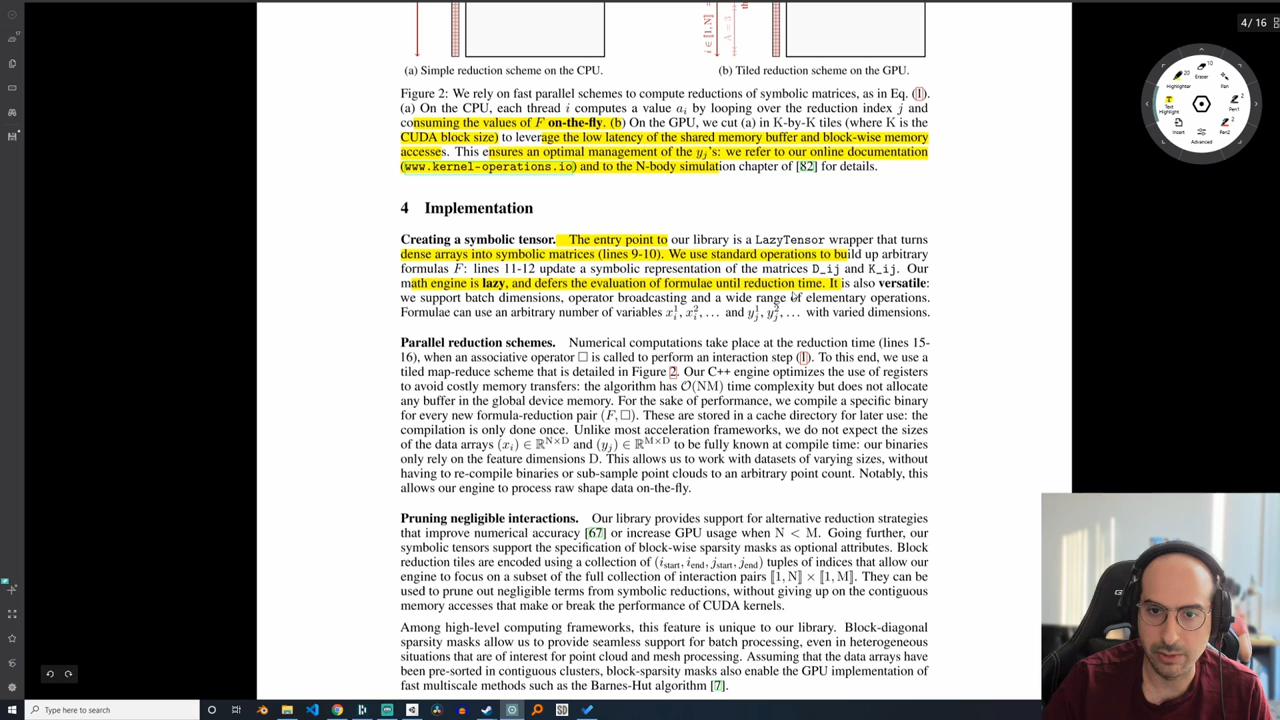 4/16
i ∈ [1, N]
A = 3
(a) Simple reduction scheme on the CPU.
(b) Tiled reduction scheme on the GPU.
Figure 2: We rely on fast parallel schemes to compute reductions of symbolic matrices, as in Eq. (1).
(a) On the CPU, each thread i computes a value aᵢ by looping over the reduction index j and
consuming the values of F on-the-fly. (b) On the GPU, we cut (a) in K-by-K tiles (where K is the
CUDA block size) to leverage the low latency of the shared memory buffer and block-wise memory
accesses. This ensures an optimal management of the yⱼ's: we refer to our online documentation
(www.kernel-operations.io) and to the N-body simulation chapter of [82] for details.
4 Implementation
Creating a symbolic tensor. The entry point to our library is a LazyTensor wrapper that turns
dense arrays into symbolic matrices (lines 9-10). We use standard operations to build up arbitrary
formulas F: lines 11-12 update a symbolic representation of the matrices D_ij and K_ij. Our
math engine is lazy, and defers the evaluation of formulae until reduction time. It is also versatile:
we support batch dimensions, operator broadcasting and a wide range of elementary operations.
Formulae can use an arbitrary number of variables xᵢ¹, xᵢ², ... and yⱼ¹, yⱼ², ... with varied dimensions.
Parallel reduction schemes. Numerical computations take place at the reduction time (lines 15-
16), when an associative operator □ is called to perform an interaction step (1). To this end, we use a
tiled map-reduce scheme that is detailed in Figure 2. Our C++ engine optimizes the use of registers
to avoid costly memory transfers: the algorithm has O(NM) time complexity but does not allocate
any buffer in the global device memory. For the sake of performance, we compile a specific binary
for every new formula-reduction pair (F, □). These are stored in a cache directory for later use: the
compilation is only done once. Unlike most acceleration frameworks, we do not expect the sizes
of the data arrays (xᵢ) ∈ ℝ^{N×D} and (yⱼ) ∈ ℝ^{M×D} to be fully known at compile time: our binaries
only rely on the feature dimensions D. This allows us to work with datasets of varying sizes, without
having to re-compile binaries or sub-sample point clouds to an arbitrary point count. Notably, this
allows our engine to process raw shape data on-the-fly.
Pruning negligible interactions. Our library provides support for alternative reduction strategies
that improve numerical accuracy [67] or increase GPU usage when N < M. Going further, our
symbolic tensors support the specification of block-wise sparsity masks as optional attributes. Block
reduction tiles are encoded using a collection of (i_start, i_end, j_start, j_end) tuples of indices that allow our
engine to focus on a subset of the full collection of interaction pairs ⟦1, N⟧ × ⟦1, M⟧. They can be
used to prune out negligible terms from symbolic reductions, without giving up on the contiguous
memory accesses that make or break the performance of CUDA kernels.
Among high-level computing frameworks, this feature is unique to our library. Block-diagonal
sparsity masks allow us to provide seamless support for batch processing, even in heterogeneous
situations that are of interest for point cloud and mesh processing. Assuming that the data arrays have
been pre-sorted in contiguous clusters, block-sparsity masks also enable the GPU implementation of
fast multiscale methods such as the Barnes-Hut algorithm [7].
Highlighter
20
Eraser
10
Pan
Text Highlight
Pen1
2
Insert
Pen2
2
Advanced
Type here to search
SD